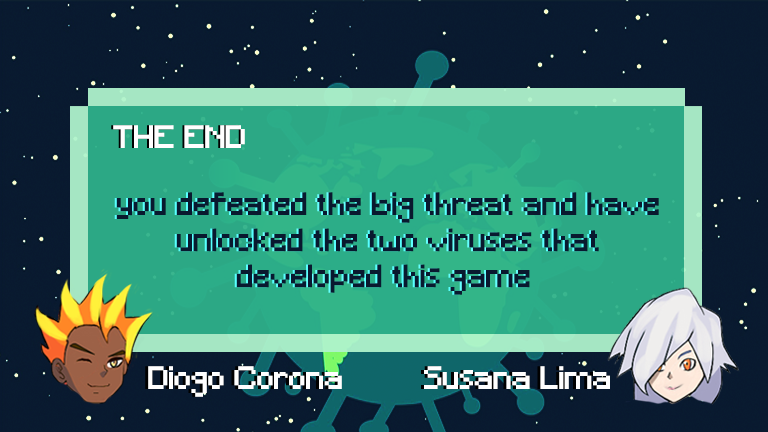 THE END
you defeated the big threat and have
unlocked the two viruses that
developed this game
Diogo Corona
Susana Lima